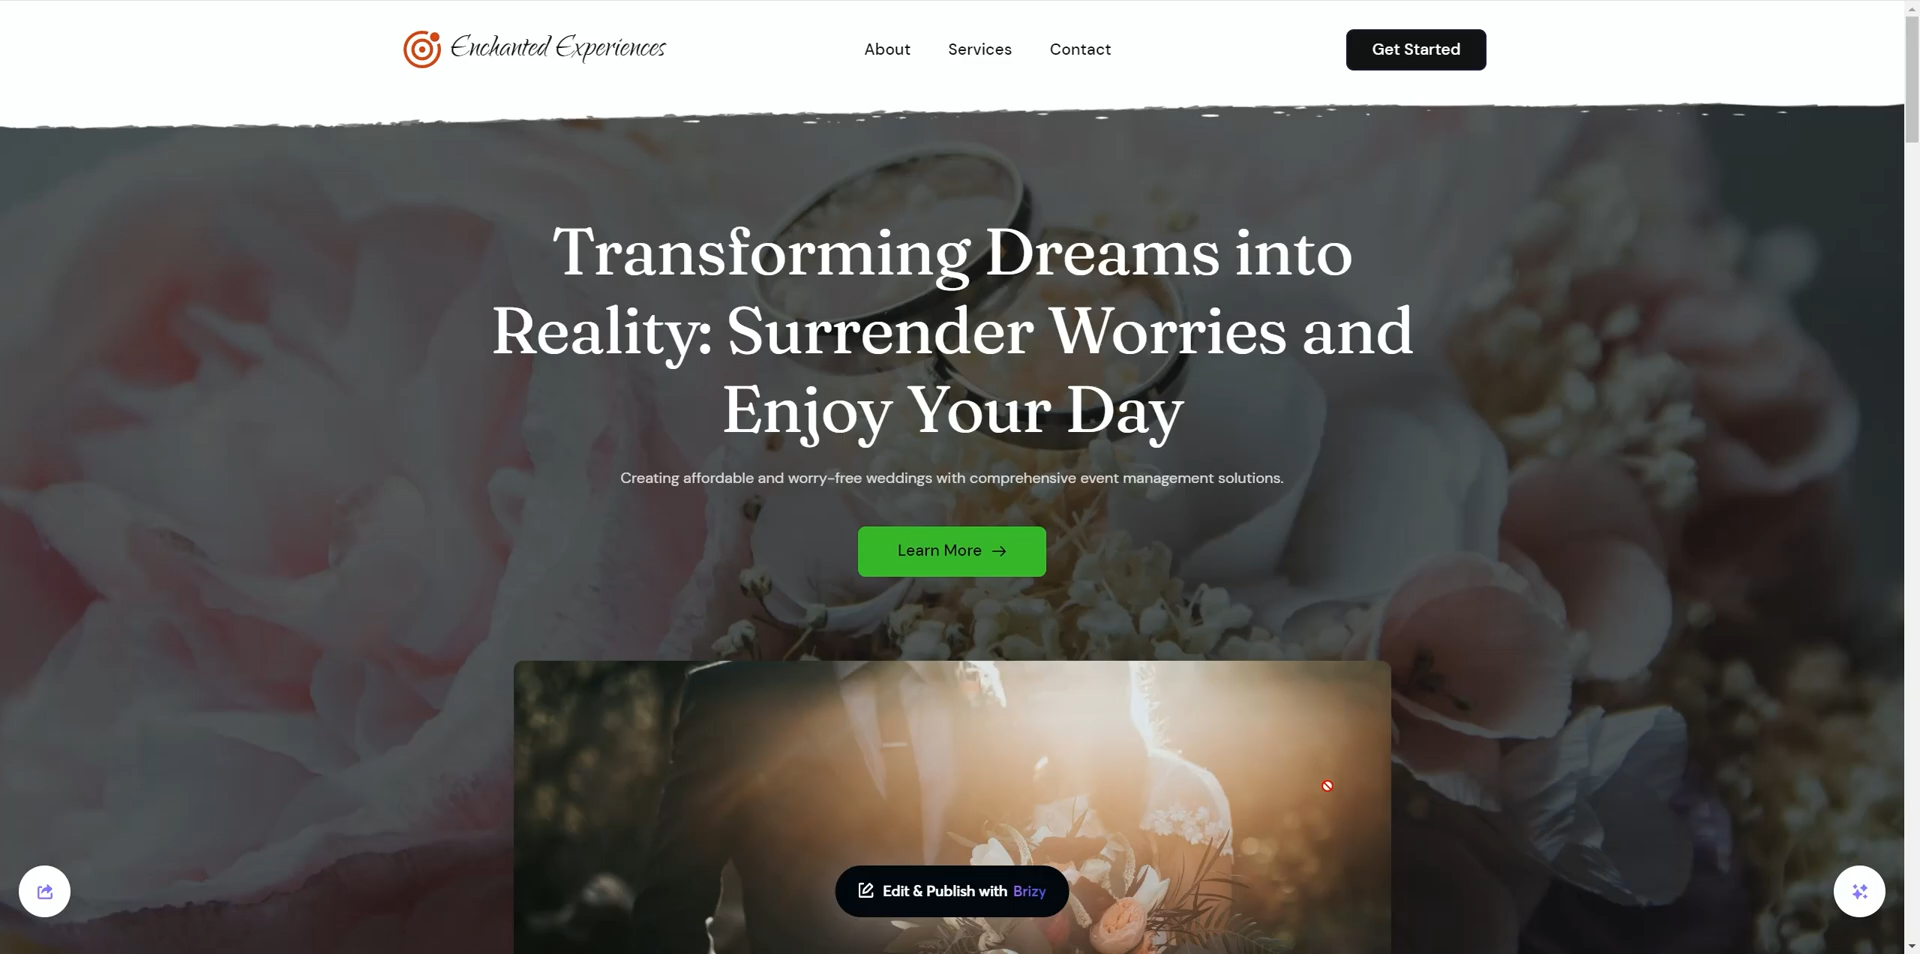 Enchanted Experiences
About
Services
Contact
Get Started
Transforming Dreams into
Reality: Surrender Worries and
Enjoy Your Day
Creating affordable and worry-free weddings with comprehensive event management solutions.
Learn More →
Edit & Publish with Brizy